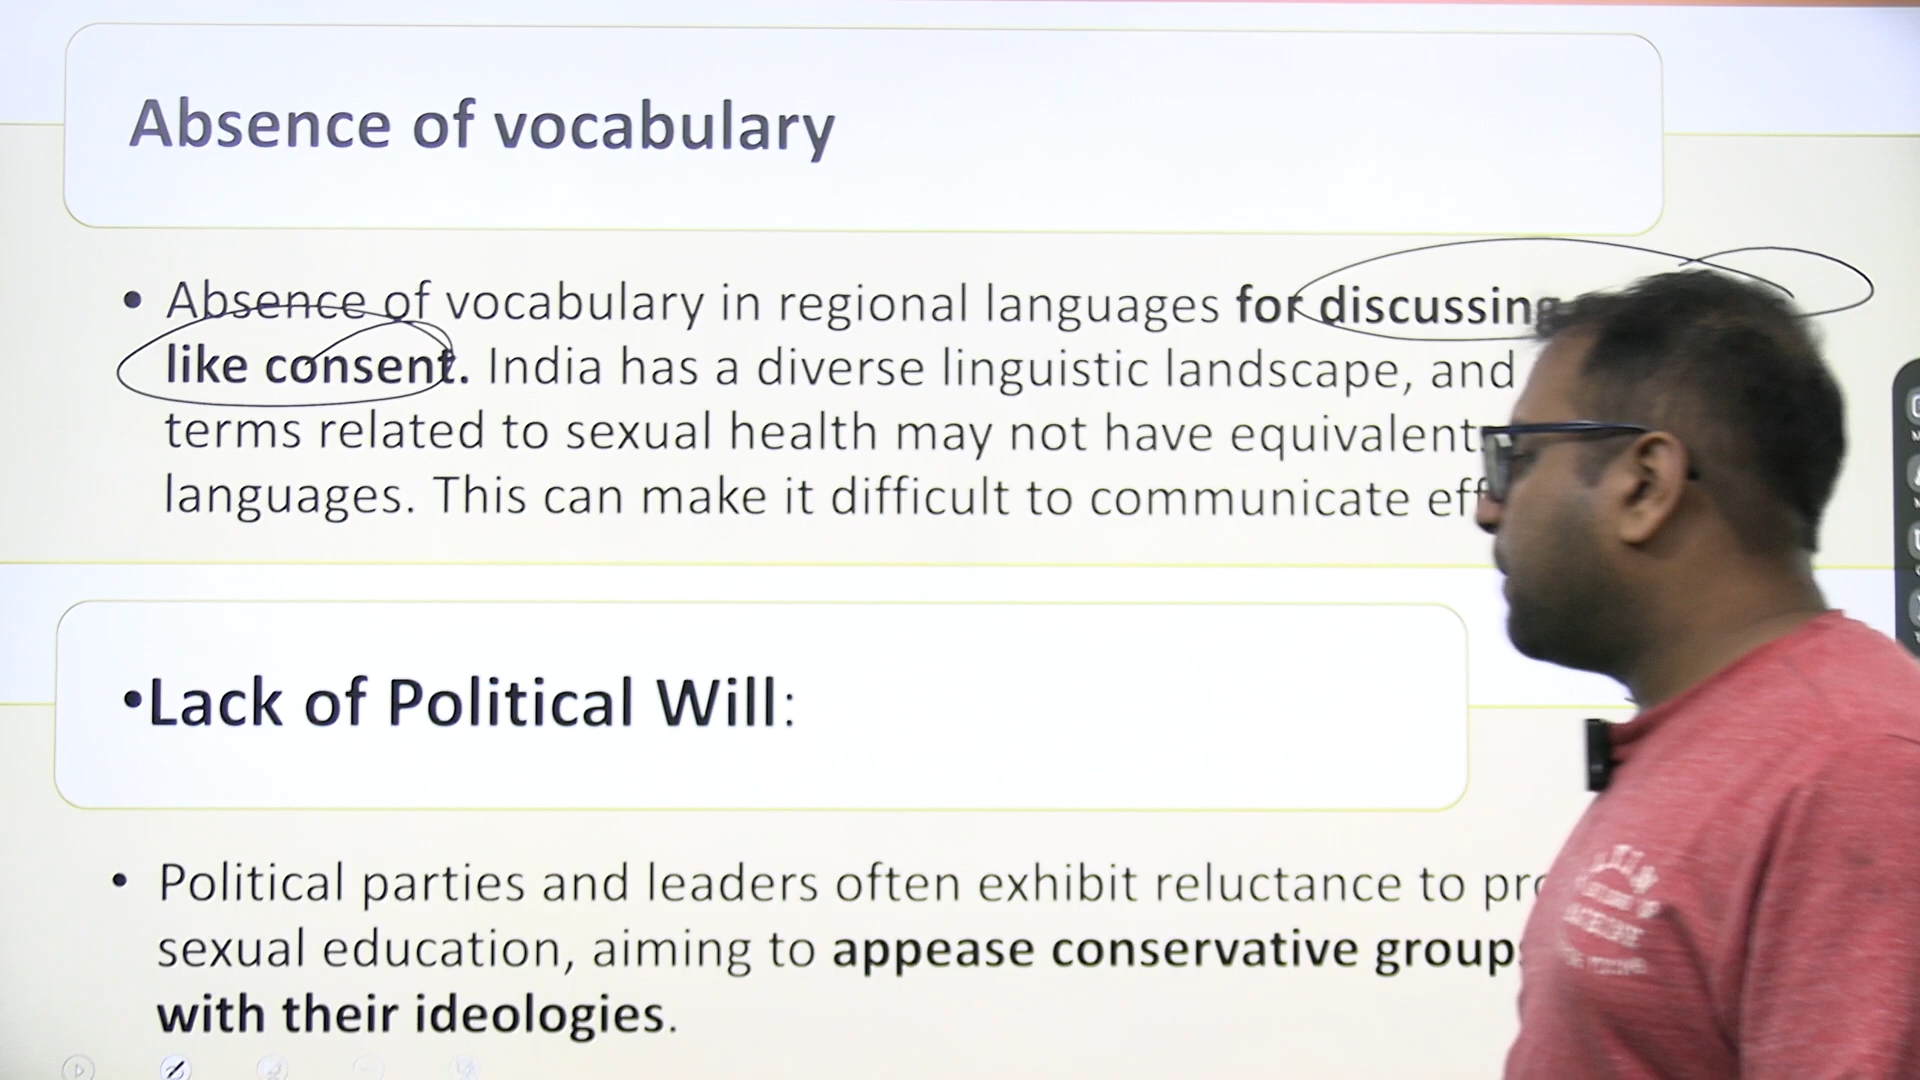 Absence of vocabulary
• Absence of vocabulary in regional languages for discussing
like consent. India has a diverse linguistic landscape, and
terms related to sexual health may not have equivalent
languages. This can make it difficult to communicate
•Lack of Political Will:
• Political parties and leaders often exhibit reluctance to
sexual education, aiming to appease conservative
with their ideologies.